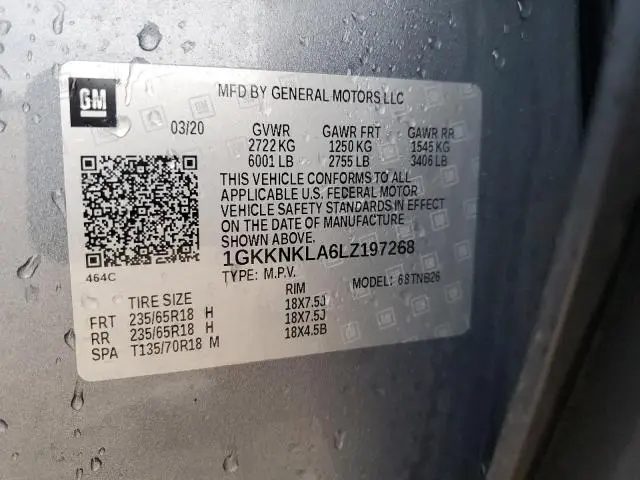 GM
MFD BY GENERAL MOTORS LLC
03/20 GVWR GAWR FRT GAWR RR
2722 KG 1250 KG 1545 KG
6001 LB 2755 LB 3406 LB
THIS VEHICLE CONFORMS TO ALL
APPLICABLE U.S. FEDERAL MOTOR
VEHICLE SAFETY STANDARDS IN EFFECT
ON THE DATE OF MANUFACTURE
SHOWN ABOVE.
1GKKNKLA6LZ197268
464C
TYPE: M.P.V. MODEL: 68TNB26
TIRE SIZE RIM
FRT 235/65R18 H 18X7.5J
RR 235/65R18 H 18X7.5J
SPA T135/70R18 M 18X4.5B